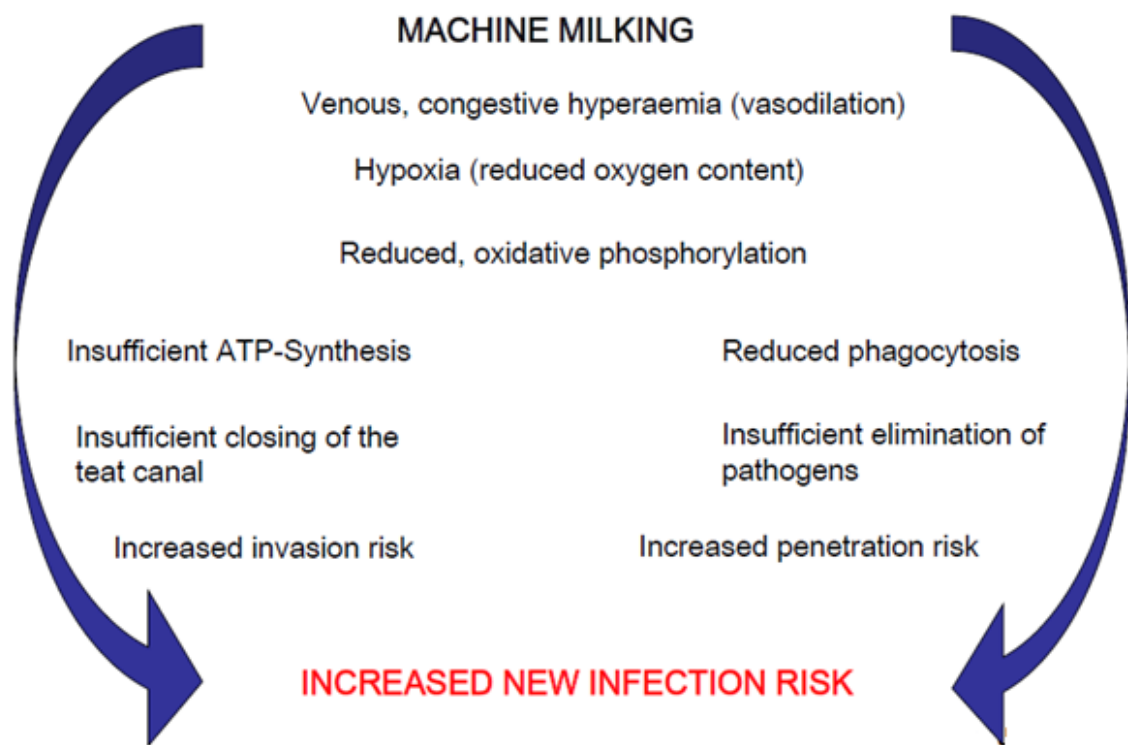 MACHINE MILKING
Venous, congestive hyperaemia (vasodilation)
Hypoxia (reduced oxygen content)
Reduced, oxidative phosphorylation
Insufficient ATP-Synthesis
Insufficient closing of the
teat canal
Increased invasion risk
Reduced phagocytosis
Insufficient elimination of
pathogens
Increased penetration risk
INCREASED NEW INFECTION RISK